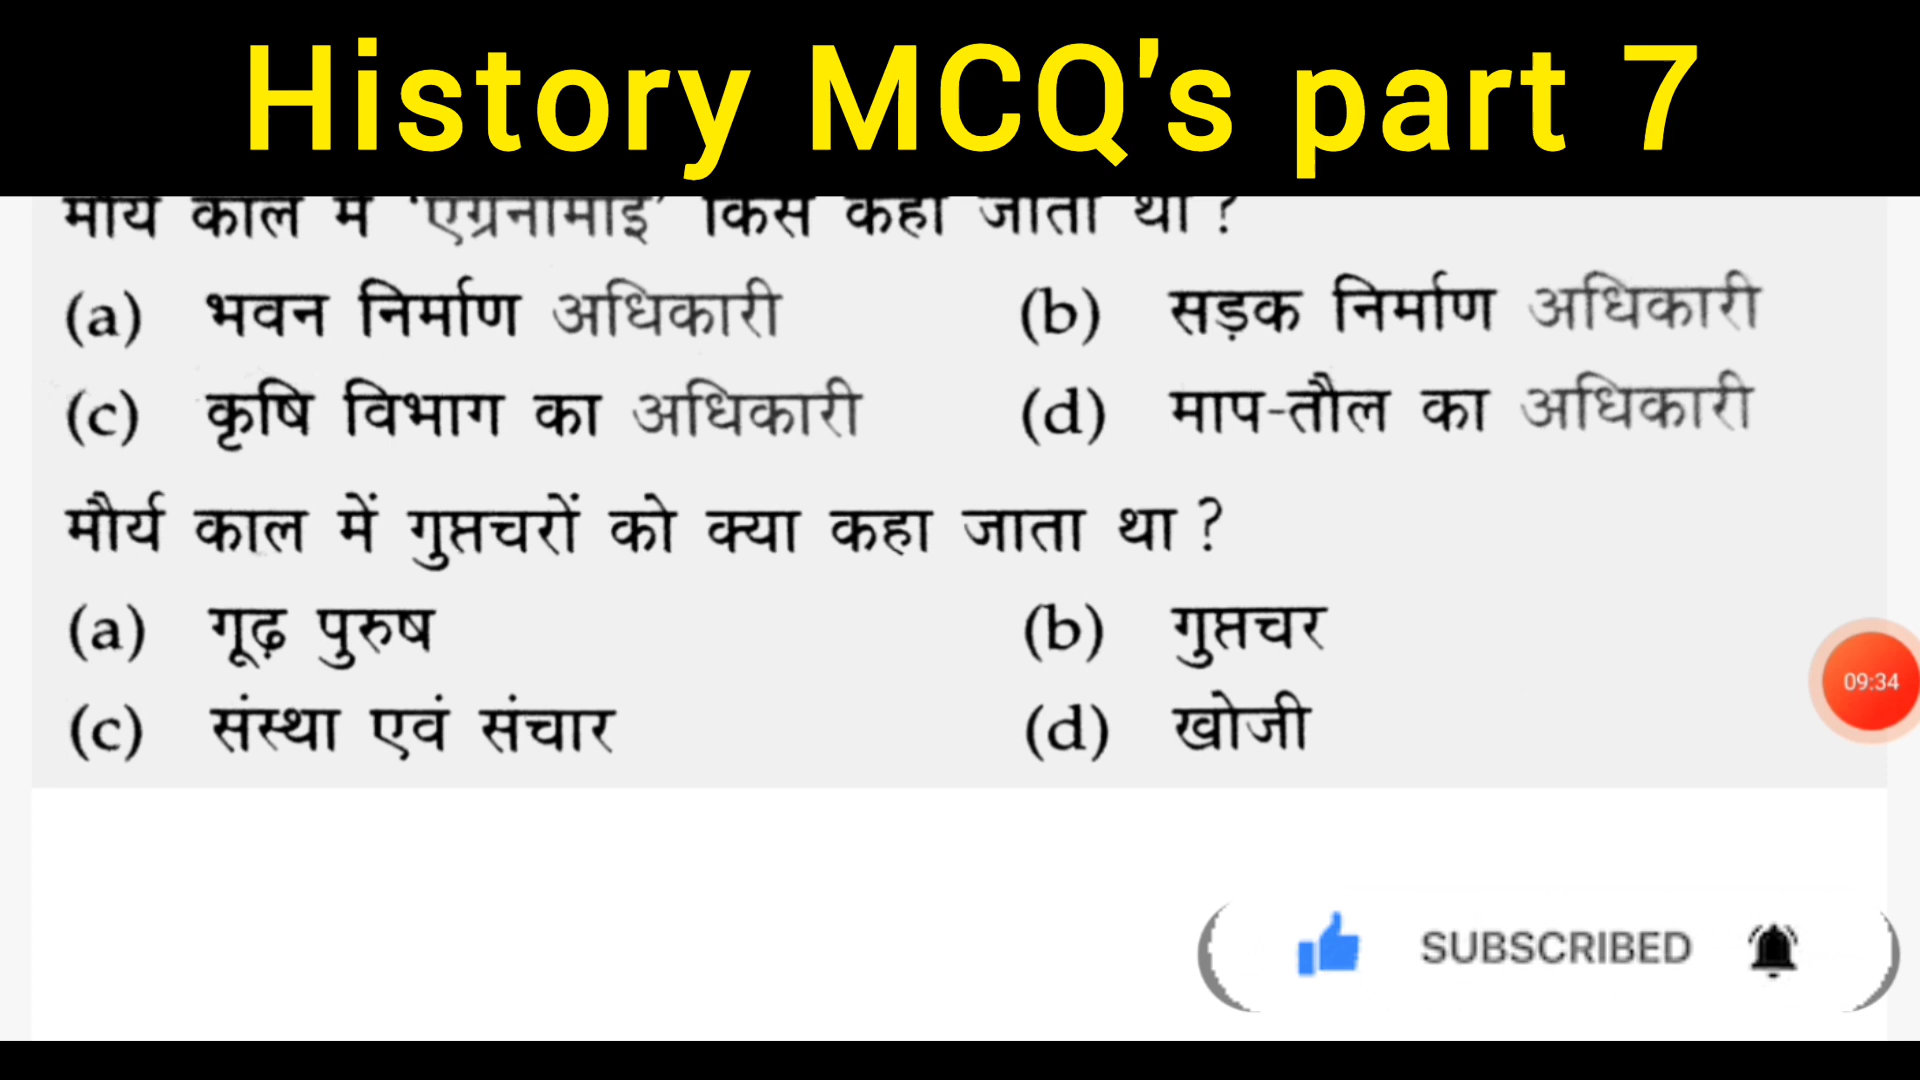 History MCQ's part 7
मौर्य काल में 'एग्रनोमोई' किसे कहा जाता था ?
(a) भवन निर्माण अधिकारी (b) सड़क निर्माण अधिकारी
(c) कृषि विभाग का अधिकारी (d) माप-तौल का अधिकारी
मौर्य काल में गुप्तचरों को क्या कहा जाता था ?
(a) गूढ़ पुरुष (b) गुप्तचर
(c) संस्था एवं संचार (d) खोजी
09:34
SUBSCRIBED